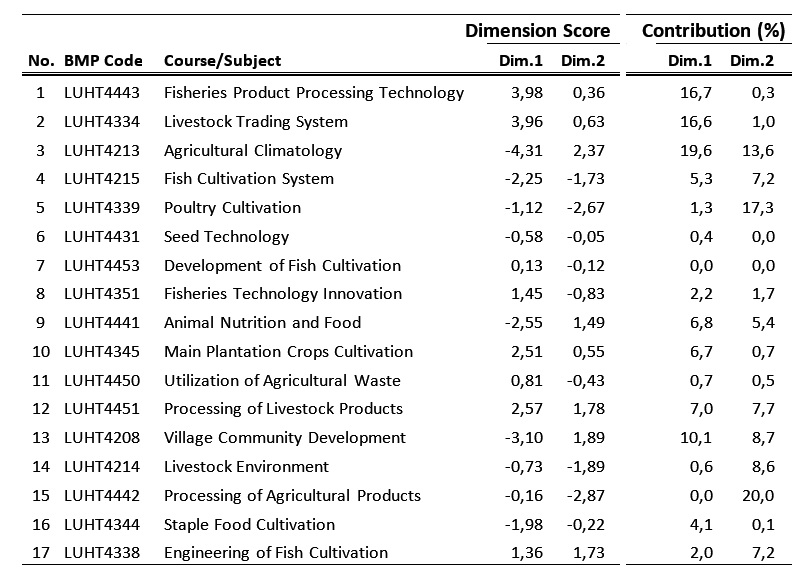 Dimension Score Contribution (%)
No. BMP Code Course/Subject Dim.1 Dim.2 Dim.1 Dim.2
1 LUHT4443 Fisheries Product Processing Technology 3,98 0,36 16,7 0,3
2 LUHT4334 Livestock Trading System 3,96 0,63 16,6 1,0
3 LUHT4213 Agricultural Climatology -4,31 2,37 19,6 13,6
4 LUHT4215 Fish Cultivation System -2,25 -1,73 5,3 7,2
5 LUHT4339 Poultry Cultivation -1,12 -2,67 1,3 17,3
6 LUHT4431 Seed Technology -0,58 -0,05 0,4 0,0
7 LUHT4453 Development of Fish Cultivation 0,13 -0,12 0,0 0,0
8 LUHT4351 Fisheries Technology Innovation 1,45 -0,83 2,2 1,7
9 LUHT4441 Animal Nutrition and Food -2,55 1,49 6,8 5,4
10 LUHT4345 Main Plantation Crops Cultivation 2,51 0,55 6,7 0,7
11 LUHT4450 Utilization of Agricultural Waste 0,81 -0,43 0,7 0,5
12 LUHT4451 Processing of Livestock Products 2,57 1,78 7,0 7,7
13 LUHT4208 Village Community Development -3,10 1,89 10,1 8,7
14 LUHT4214 Livestock Environment -0,73 -1,89 0,6 8,6
15 LUHT4442 Processing of Agricultural Products -0,16 -2,87 0,0 20,0
16 LUHT4344 Staple Food Cultivation -1,98 -0,22 4,1 0,1
17 LUHT4338 Engineering of Fish Cultivation 1,36 1,73 2,0 7,2